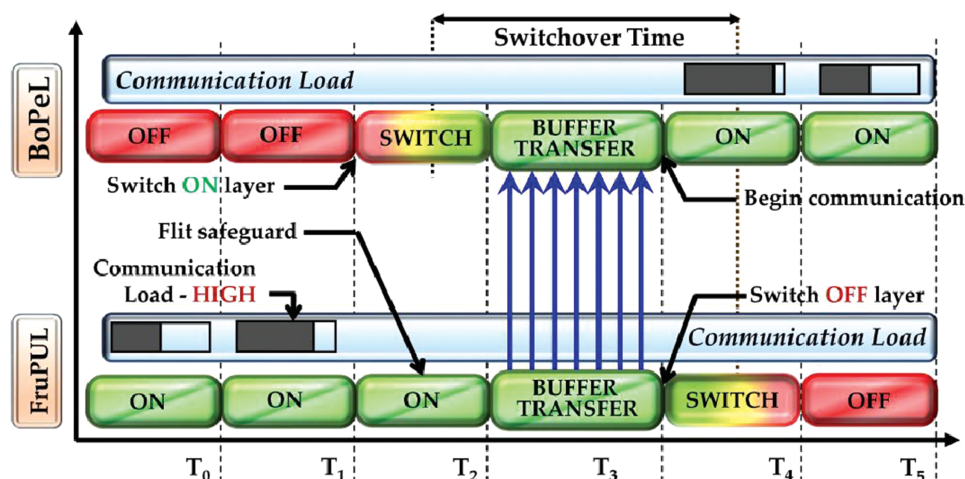 Switchover Time
BoPeL
Communication Load
OFF
OFF
SWITCH
BUFFER
TRANSFER
ON
ON
Switch ON layer
Begin communication
Flit safeguard
Communication
Load - HIGH
Switch OFF layer
FruPUL
Communication Load
ON
ON
ON
BUFFER
TRANSFER
SWITCH
OFF
T0
T1
T2
T3
T4
T5